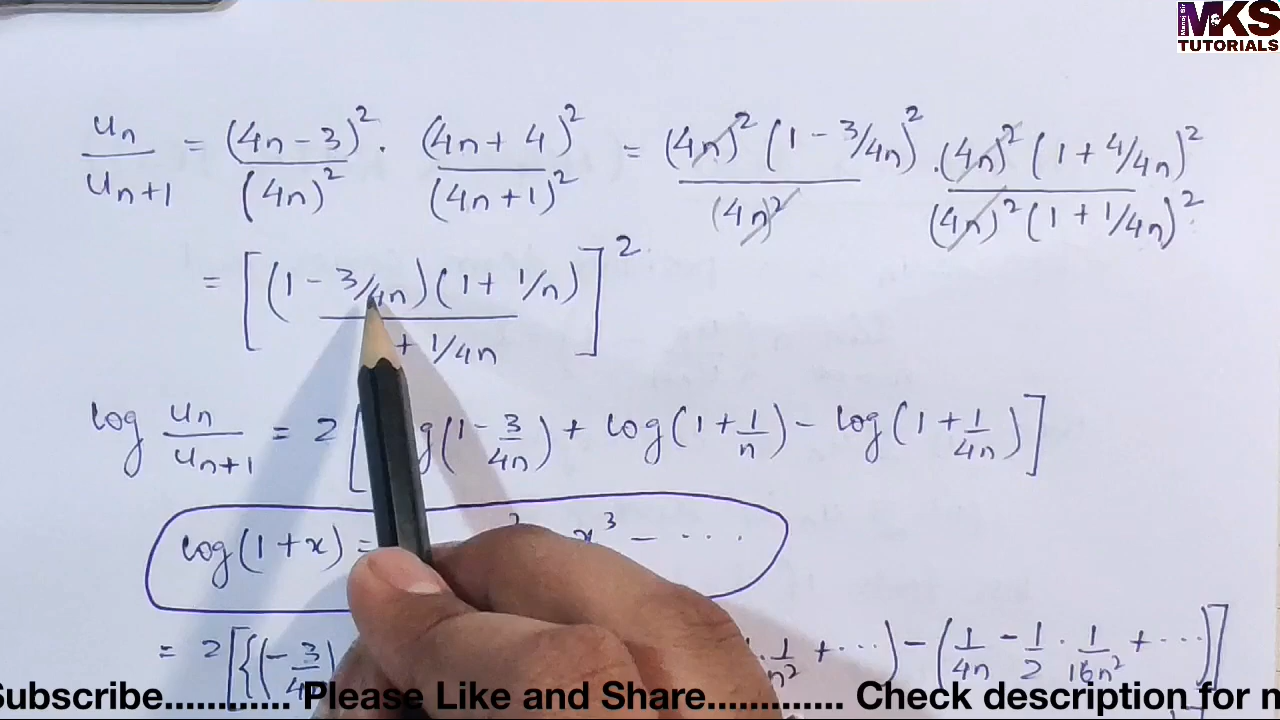 Manoj Sir
MKS
TUTORIALS
uₙ/uₙ₊₁ = (4n-3)²/(4n)² · (4n+4)²/(4n+1)² = (4n)²(1-3/4n)²/(4n)² · (4n)²(1+4/4n)²/(4n)²(1+1/4n)²
= [(1-3/4n)(1+1/n)/ + 1/4n]²
log uₙ/uₙ₊₁ = 2[ g(1-3/4n) + log(1+1/n) - log(1+1/4n)]
log(1+x) = x³ - ....
= 2[{(-3/ · 1/n² + ...) - (1/4n - 1/2 · 1/16n² + ...)]
ubscribe............ Please Like and Share............. Check description for